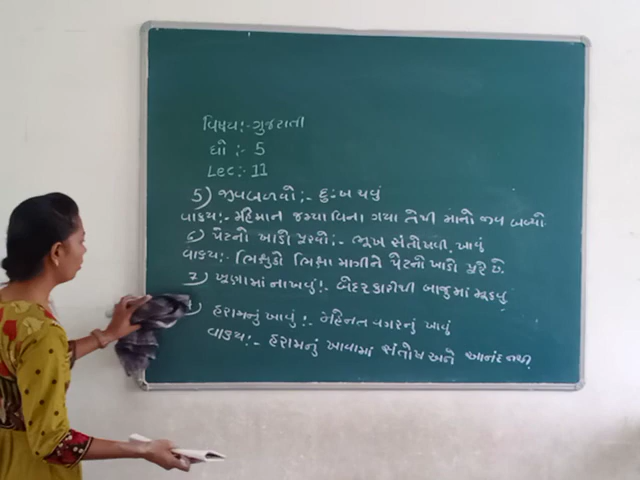 વિષય:- ગુજરાતી
ધો :- 5
Lec:- 11
5) જીવ બળવો :- દુ:ખ થવું
વાક્ય:- મહેમાન જમ્યા વિના ગયા તેથી માનો જીવ બળ્યો.
6) પેટનો ખાડો પૂરવો :- ભૂખ સંતોષવી, ખાવું
વાક્ય:- ભિક્ષુકો ભિક્ષા માગીને પેટનો ખાડો પૂરે છે.
7) ખૂણામાં નાખવું :- બેદરકારીથી બાજુમાં મૂકવું
હરામનું ખાવું :- મહેનત વગરનું ખાવું
વાક્ય:- હરામનું ખાવામાં સંતોષ અને આનંદ નથી.